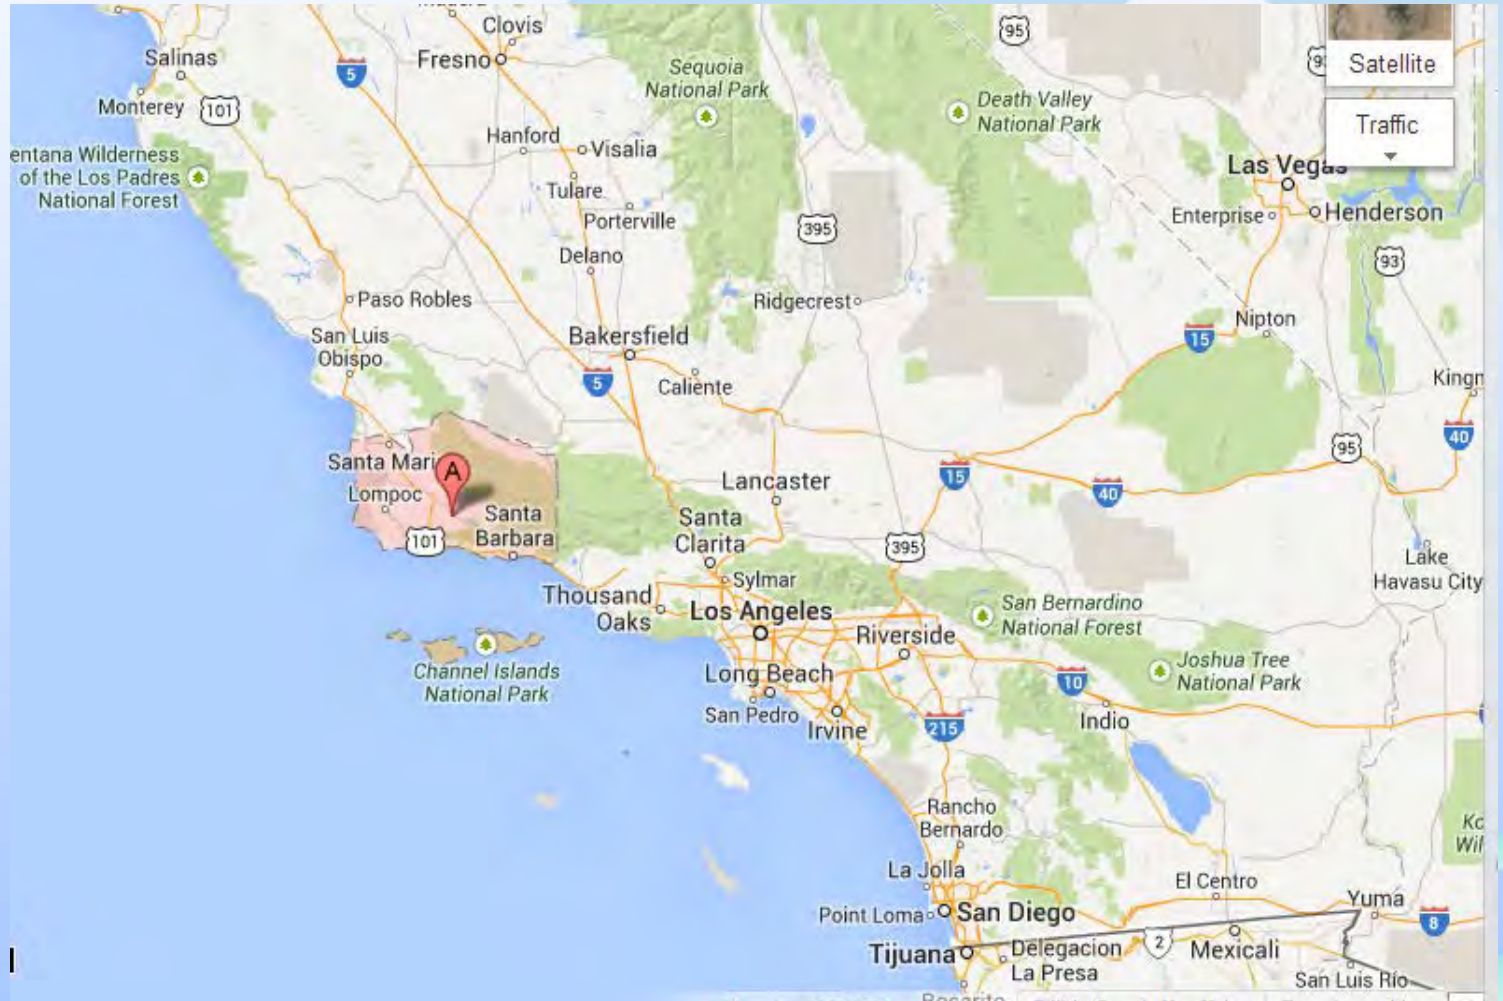 Clovis
Fresno
Salinas
Monterey
101
5
Sequoia
National Park
95
Satellite
Traffic
Death Valley
National Park
Hanford
Visalia
Tulare
Porterville
Delano
entana Wilderness
of the Los Padres
National Forest
395
Las Vegas
Enterprise
Henderson
93
Paso Robles
Ridgecrest
Nipton
15
San Luis
Obispo
Bakersfield
5
Caliente
Kingr
40
95
Santa Mari
A
Lompoc
101
Santa
Barbara
Lancaster
15
40
Santa
Clarita
395
Lake
Havasu City
Sylmar
Thousand
Oaks
Los Angeles
Riverside
San Bernardino
National Forest
Channel Islands
National Park
Long Beach
San Pedro
Irvine
10
Joshua Tree
National Park
Indio
215
Rancho
Bernardo
La Jolla
Point Loma
San Diego
El Centro
Yuma
8
Tijuana
Delegacion
La Presa
2
Mexicali
San Luis Río